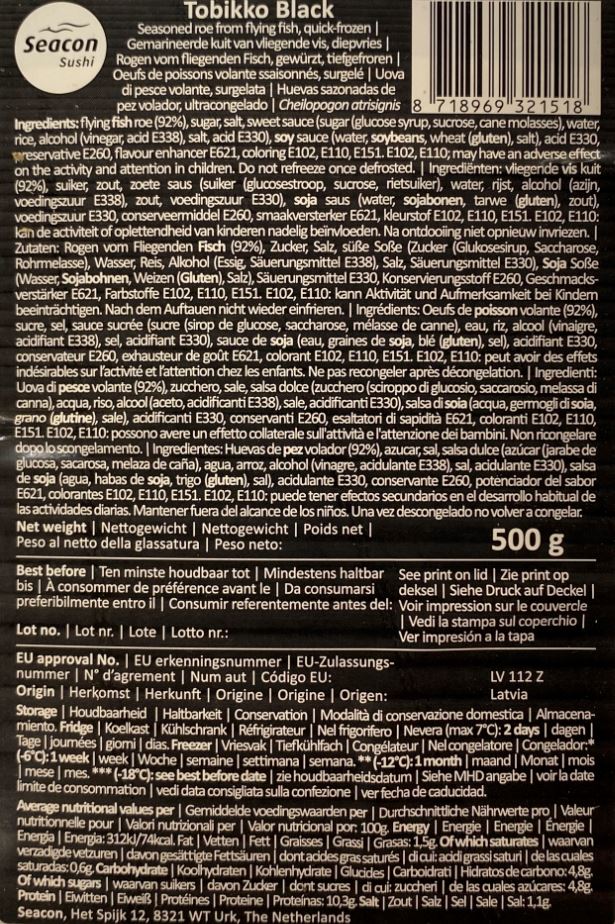 Seacon
Sushi
Tobikko Black
Seasoned roe from flying fish, quick-frozen |
Gemarineerde kuit van vliegende vis, diepvries |
Rogen vom fliegenden Fisch, gewürzt, tiefgefroren |
Oeufs de poissons volante ssaisonnés, surgelé | Uova
di pesce volante, surgelata | Huevas sazonadas de
pez volador, ultracongelado | Cheilopogon atrisignis
8 718969 321518
Ingredients: flying fish roe (92%), sugar, salt, sweet sauce (sugar (glucose syrup, sucrose, cane molasses), water,
rice, alcohol (vinegar, acid E338), salt, acid E330), soy sauce (water, soybeans, wheat (gluten), salt), acid E330,
preservative E260, flavour enhancer E621, coloring E102, E110, E151. E102, E110; may have an adverse effect
on the activity and attention in children. Do not refreeze once defrosted. | Ingrediënten: vliegende vis kuit
(92%), suiker, zout, zoete saus (suiker (glucosestroop, sucrose, rietsuiker), water, rijst, alcohol (azijn,
voedingszuur E338), zout, voedingszuur E330), soja saus (water, sojabonen, tarwe (gluten), zout),
voedingszuur E330, conserveermiddel E260, smaakversterker E621, kleurstof E102, E110, E151. E102, E110:
kan de activiteit of oplettendheid van kinderen nadelig beïnvloeden. Na ontdooiing niet opnieuw invriezen. |
Zutaten: Rogen vom Fliegenden Fisch (92%), Zucker, Salz, süße Soße (Zucker (Glukosesirup, Saccharose,
Rohrmelasse), Wasser, Reis, Alkohol (Essig, Säuerungsmittel E338), Salz, Säuerungsmittel E330), Soja Soße
(Wasser, Sojabohnen, Weizen (Gluten), Salz), Säuerungsmittel E330, Konservierungsstoff E260, Geschmacks-
verstärker E621, Farbstoffe E102, E110, E151. E102, E110: kann Aktivität und Aufmerksamkeit bei Kindem
beeinträchtigen. Nach dem Auftauen nicht wieder einfrieren. | Ingrédients: Oeufs de poisson volante (92%),
sucre, sel, sauce sucrée (sucre (sirop de glucose, saccharose, mélasse de canne), eau, riz, alcool (vinaigre,
acidifiant E338), sel, acidifiant E330), sauce de soja (eau, graines de soja, blé (gluten), sel), acidifiant E330,
conservateur E260, exhausteur de goût E621, colorant E102, E110, E151. E102, E110: peut avoir des effets
indésirables sur l'activité et l'attention chez les enfants. Ne pas recongeler après décongelation. | Ingredienti:
Uova di pesce volante (92%), zucchero, sale, salsa dolce (zucchero (sciroppo di glucosio, saccarosio, melassa di
canna), acqua, riso, alcool (aceto, acidificanti E338), sale, acidificante E330), salsa di soia (acqua, germogli di soia,
grano (glutine), sale), acidificanti E330, conservanti E260, esaltatori di sapidità E621, coloranti E102, E110,
E151. E102, E110: possono avere un effetto collaterale sull'attività e l'attenzione dei bambini. Non ricongelare
dopo lo scongelamento. | Ingredientes: Huevas de pez volador (92%), azucar, sal, salsa dulce (azúcar (jarabe de
glucosa, sacarosa, melaza de caña), agua, arroz, alcohol (vinagre, acidulante E338), sal, acidulante E330), salsa
de soja (agua, habas de soja, trigo (gluten), sal), acidulante E330, conservante E260, potenciador del sabor
E621, colorantes E102, E110, E151. E102, E110: puede tener efectos secundarios en el desarrollo habitual de
las actividades diarias. Mantener fuera del alcance de los niños. Una vez descongelado no volver a congelar.
Net weight | Nettogewicht | Nettogewicht | Poids net |
Peso al netto della glassatura | Peso neto:
500 g
Best before | Ten minste houdbaar tot | Mindestens haltbar
bis | À consommer de préférence avant le | Da consumarsi
preferibilmente entro il | Consumir referentemente antes del:
See print on lid | Zie print op
deksel | Siehe Druck auf Deckel |
Voir impression sur le couvercle
| Vedi la stampa sul coperchio |
Ver impresión a la tapa
Lot no. | Lot nr. | Lote | Lotto nr.:
EU approval No. | EU erkenningsnummer | EU-Zulassungs-
nummer | N° d'agrement | Num aut | Código EU:
LV 112 Z
Origin | Herkomst | Herkunft | Origine | Origine | Origen:
Latvia
Storage | Houdbaarheid | Haltbarkeit | Conservation | Modalità di conservazione domestica | Almacena-
miento. Fridge | Koelkast | Kühlschrank | Réfrigirateur | Nel frigorifero | Nevera (max 7°C): 2 days | dagen |
Tage | journées | giorni | dias. Freezer | Vriesvak | Tiefkühlfach | Congélateur | Nel congelatore | Congelador:*
(-6°C): 1 week | week | Woche | semaine | settimana | semana. ** (-12°C): 1 month | maand | Monat | mois
| mese | mes. *** (-18°C): see best before date | zie houdbaarheidsdatum | Siehe MHD angabe | voir la date
limite de consommation | vedi data consigliata sulla confezione | ver fecha de caducidad.
Average nutritional values per | Gemiddelde voedingswaarden per | Durchschnittliche Nährwerte pro | Valeur
nutritionnelle pour | Valori nutrizionali per | Valor nutricional por: 100g. Energy | Energie | Energie | Énergie |
Energia | Energia: 312kJ/74kcal. Fat | Vetten | Fett | Graisses | Grassi | Grasas: 1,5g. Of which saturates | waarvan
verzadigde vetzuren | davon gesättigte Fettsäuren | dont acides gras saturés | di cui: acidi grassi saturi | de las cuales
saturadas: 0,6g. Carbohydrate | Koolhydraten | Kohlenhydrate | Glucides | Carboidrati | Hidratos de carbono: 4,8g.
Of which sugars | waarvan suikers | davon Zucker | dont sucres | di cui: zuccheri | de las cuales azúcares: 4,8g.
Protein | Eiwitten | Eiweiß | Protéines | Proteine | Proteínas: 10,3g. Salt | Zout | Salz | Sel | Sale | Sal: 1,1g.
Seacon, Het Spijk 12, 8321 WT Urk, The Netherlands